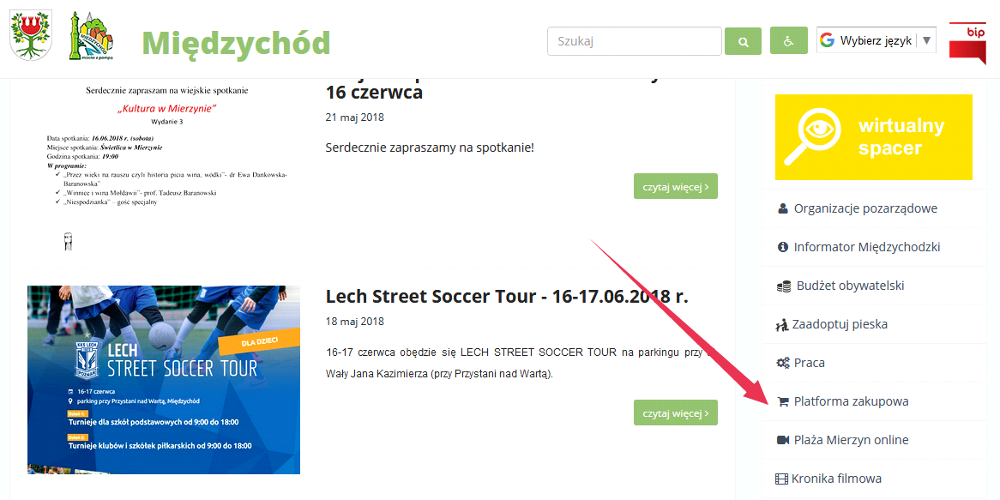 Międzychód
MIĘDZYCHÓD
miasto z pompą
Szukaj
Wybierz język
▼
bip
Serdecznie zapraszam na wiejskie spotkanie
„Kultura w Mierzynie”
Wydanie 3
Data spotkania: 16.06.2018 r. (sobota)
Miejsce spotkania: Świetlica w Mierzynie
Godzina spotkania: 19:00
W programie:
✓ „Przez wieki na rauszu czyli historia picia wina, wódki”- dr Ewa Dankowska-
Baranowska”
✓ „Winnice i wina Mołdawii”- prof. Tadeusz Baranowski
✓ „Niespodzianka” – gość specjalny
16 czerwca
21 maj 2018
Serdecznie zapraszamy na spotkanie!
czytaj więcej ›
KKS LECH
POZNAŃ
DLA DZIECI
LECH
STREET SOCCER TOUR
16-17 czerwca
parking przy Przystani nad Wartą, Międzychód
Dzień 1:
Turnieje dla szkół podstawowych od 9:00 do 18:00
Dzień 2:
Turnieje klubów i szkółek piłkarskich od 9:00 do 18:00
Lech Street Soccer Tour - 16-17.06.2018 r.
18 maj 2018
16-17 czerwca obędzie się LECH STREET SOCCER TOUR na parkingu przy
Wały Jana Kazimierza (przy Przystani nad Wartą).
czytaj więcej ›
wirtualny
spacer
Organizacje pozarządowe
Informator Międzychodzki
Budżet obywatelski
Zaadoptuj pieska
Praca
Platforma zakupowa
Plaża Mierzyn online
Kronika filmowa